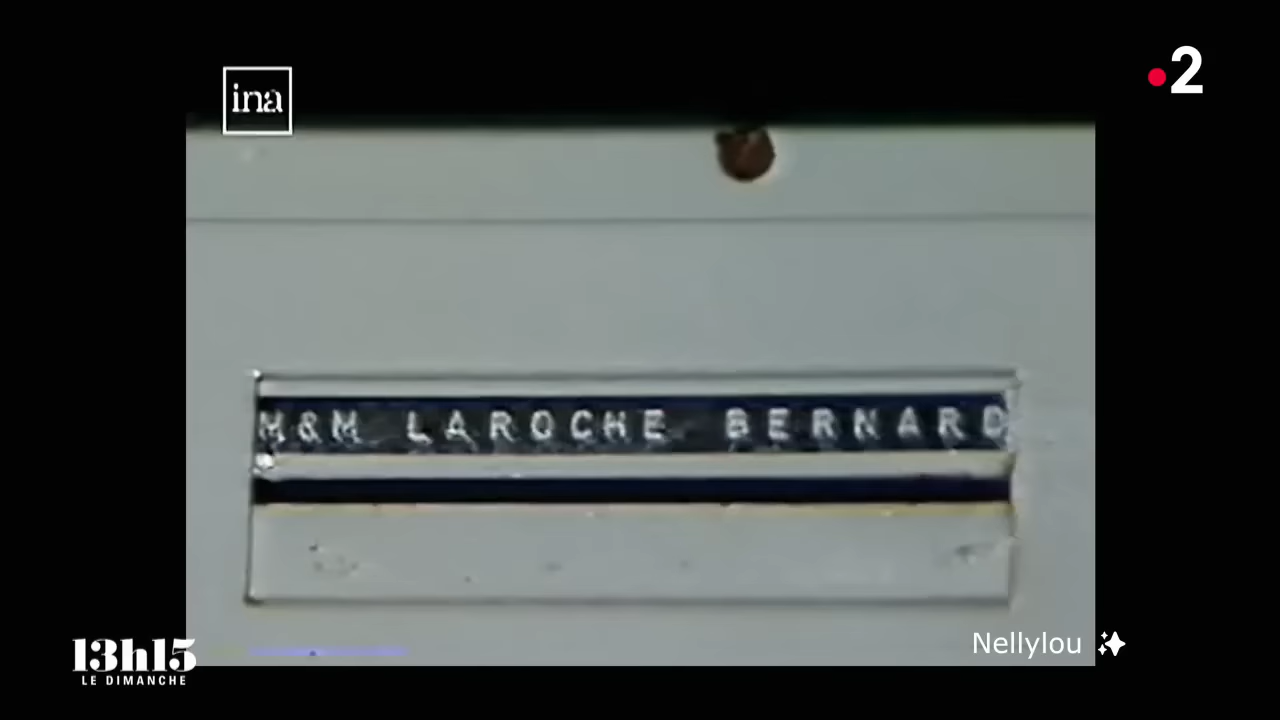 ina
2
M&M LAROCHE BERNARD
13h15
LE DIMANCHE
Nellylou